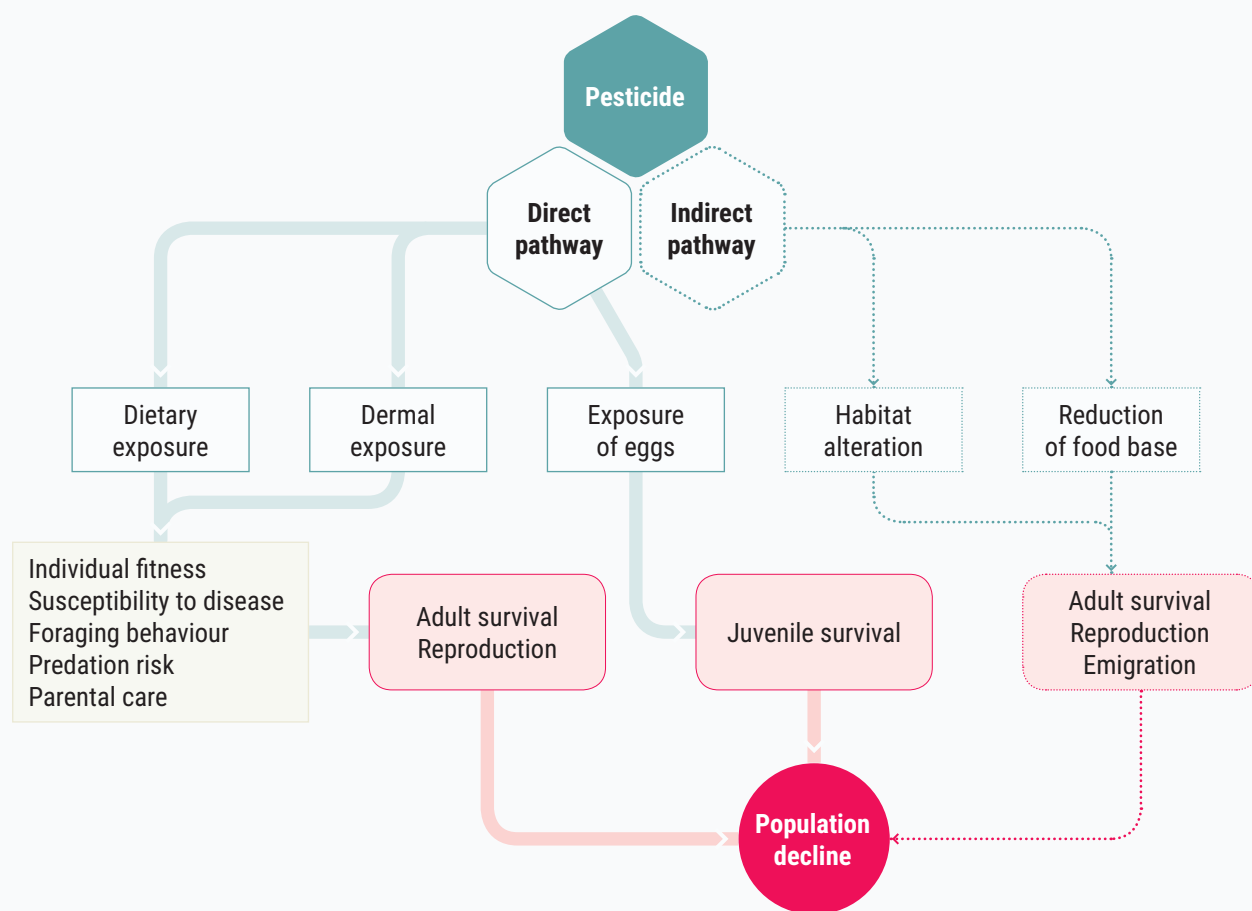 Pesticide
Direct
pathway
Indirect
pathway
Dietary
exposure
Dermal
exposure
Exposure
of eggs
Habitat
alteration
Reduction
of food base
Individual fitness
Susceptibility to disease
Foraging behaviour
Predation risk
Parental care
Adult survival
Reproduction
Juvenile survival
Adult survival
Reproduction
Emigration
Population
decline